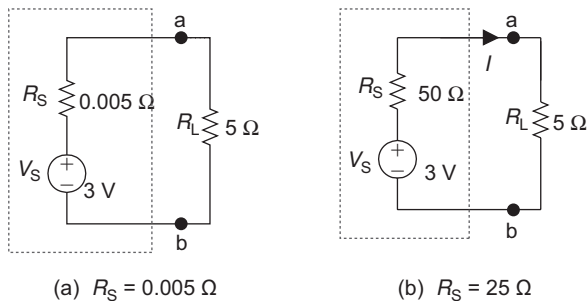 a
R_S 0.005 Ω
R_L 5 Ω
V_S + − 3 V
b
(a) R_S = 0.005 Ω
a
I
R_S 50 Ω
R_L 5 Ω
V_S + − 3 V
b
(b) R_S = 25 Ω